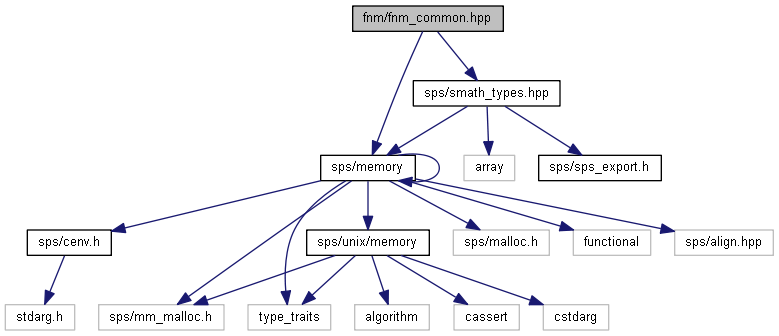 fnm/fnm_common.hpp
sps/smath_types.hpp
sps/memory
array
sps/sps_export.h
sps/cenv.h
sps/unix/memory
sps/malloc.h
functional
sps/align.hpp
stdarg.h
sps/mm_malloc.h
type_traits
algorithm
cassert
cstdarg